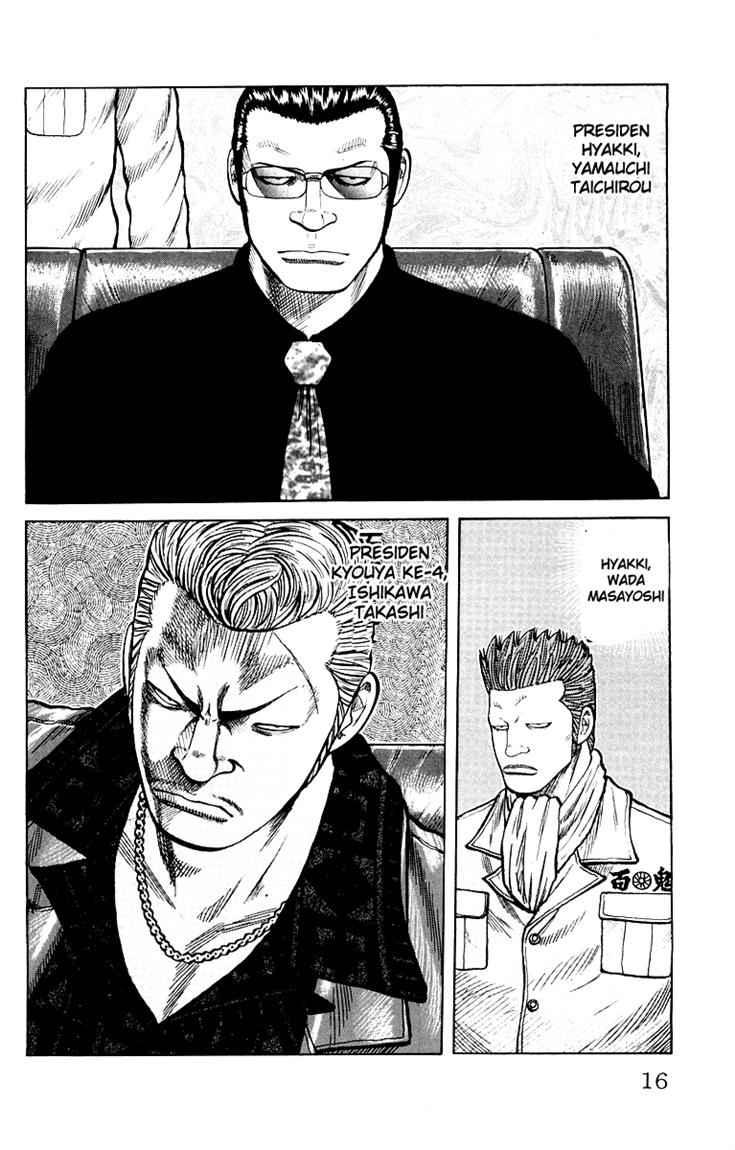 PRESIDEN
HYAKKI,
YAMAUCHI
TAICHIROU
PRESIDEN
KYOUYA KE-4,
ISHIKAWA
TAKASHI
HYAKKI,
WADA
MASAYOSHI
百 鬼
16